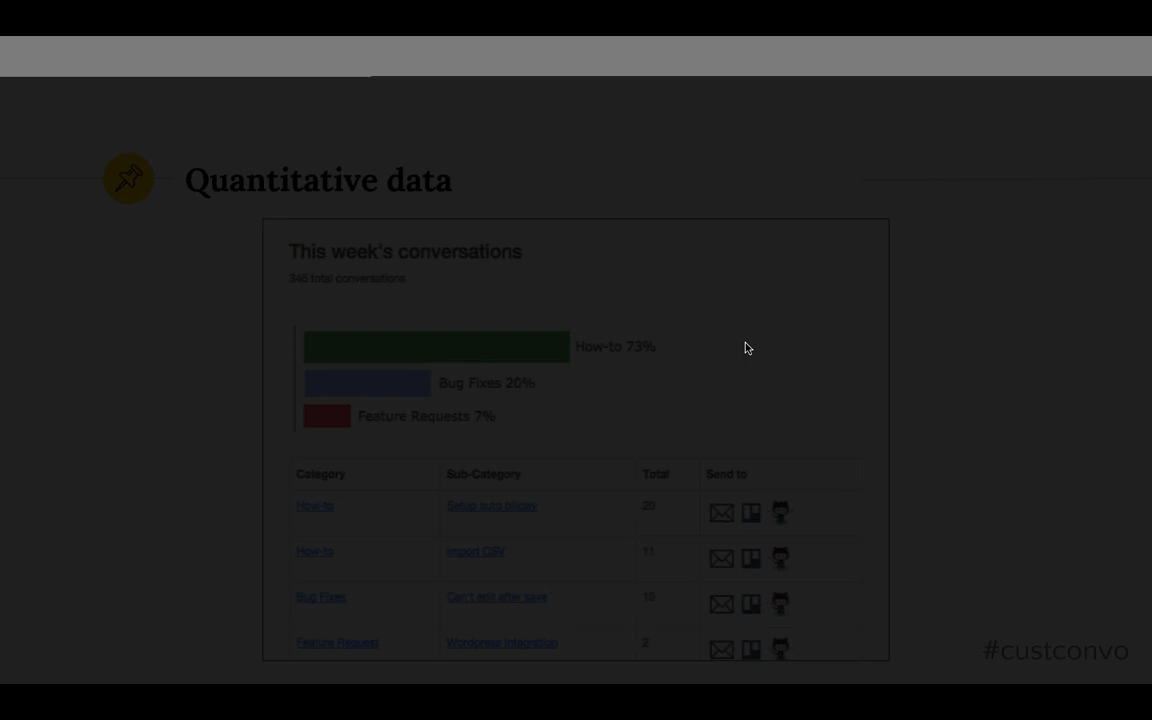 Quantitative data
This week's conversations
345 total conversations
How-to 73%
Bug Fixes 20%
Feature Requests 7%
Category Sub-Category Total Send to
How-to Setup auto billpay 20
How-to Import CSV 11
Bug Fixes Can't edit after save 10
Feature Request Wordpress Integration 2
#custconvo